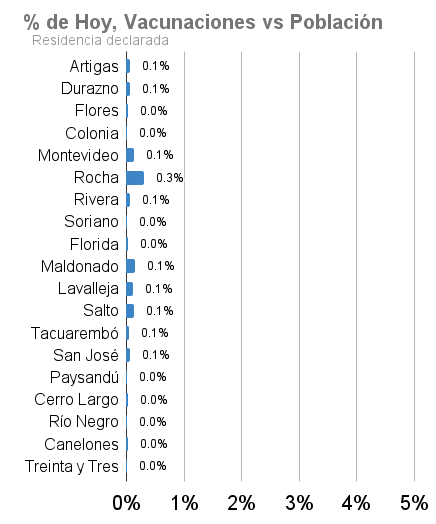 % de Hoy, Vacunaciones vs Población
Residencia declarada
Artigas 0.1%
Durazno 0.1%
Flores 0.0%
Colonia 0.0%
Montevideo 0.1%
Rocha 0.3%
Rivera 0.1%
Soriano 0.0%
Florida 0.0%
Maldonado 0.1%
Lavalleja 0.1%
Salto 0.1%
Tacuarembó 0.1%
San José 0.1%
Paysandú 0.0%
Cerro Largo 0.0%
Río Negro 0.0%
Canelones 0.0%
Treinta y Tres 0.0%
0% 1% 2% 3% 4% 5%